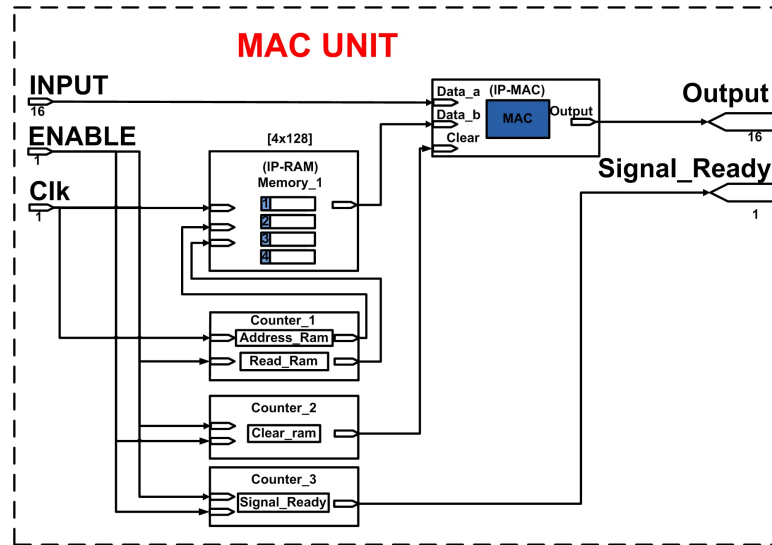 MAC UNIT
INPUT
16
ENABLE
1
Clk
1
[4x128]
(IP-RAM)
Memory_1
1
2
3
4
Data_a (IP-MAC)
Data_b
MAC
Output
Clear
Output
16
Signal_Ready
1
Counter_1
Address_Ram
Read_Ram
Counter_2
Clear_ram
Counter_3
Signal_Ready